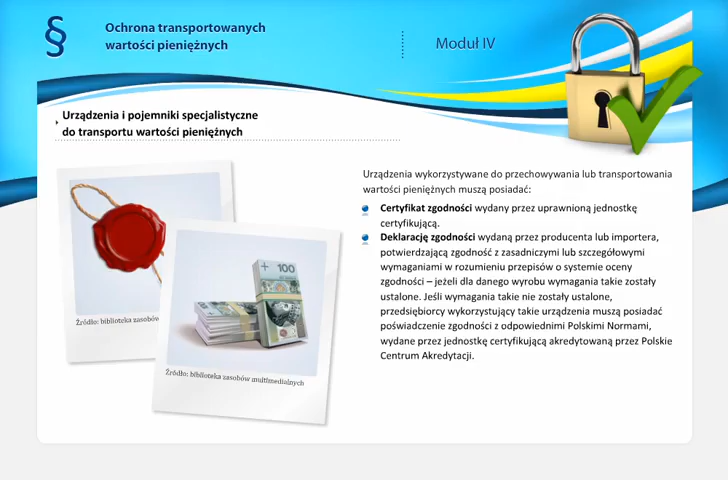 §
Ochrona transportowanych
wartości pieniężnych
Moduł IV
Urządzenia i pojemniki specjalistyczne
do transportu wartości pieniężnych
Urządzenia wykorzystywane do przechowywania lub transportowania
wartości pieniężnych muszą posiadać:
Certyfikat zgodności wydany przez uprawnioną jednostkę
certyfikującą.
Deklarację zgodności wydaną przez producenta lub importera,
potwierdzającą zgodność z zasadniczymi lub szczegółowymi
wymaganiami w rozumieniu przepisów o systemie oceny
zgodności – jeżeli dla danego wyrobu wymagania takie zostały
ustalone. Jeśli wymagania takie nie zostały ustalone,
przedsiębiorcy wykorzystujący takie urządzenia muszą posiadać
poświadczenie zgodności z odpowiednimi Polskimi Normami,
wydane przez jednostkę certyfikującą akredytowaną przez Polskie
Centrum Akredytacji.
Źródło: biblioteka zasobów
100
Źródło: biblioteka zasobów multimedialnych